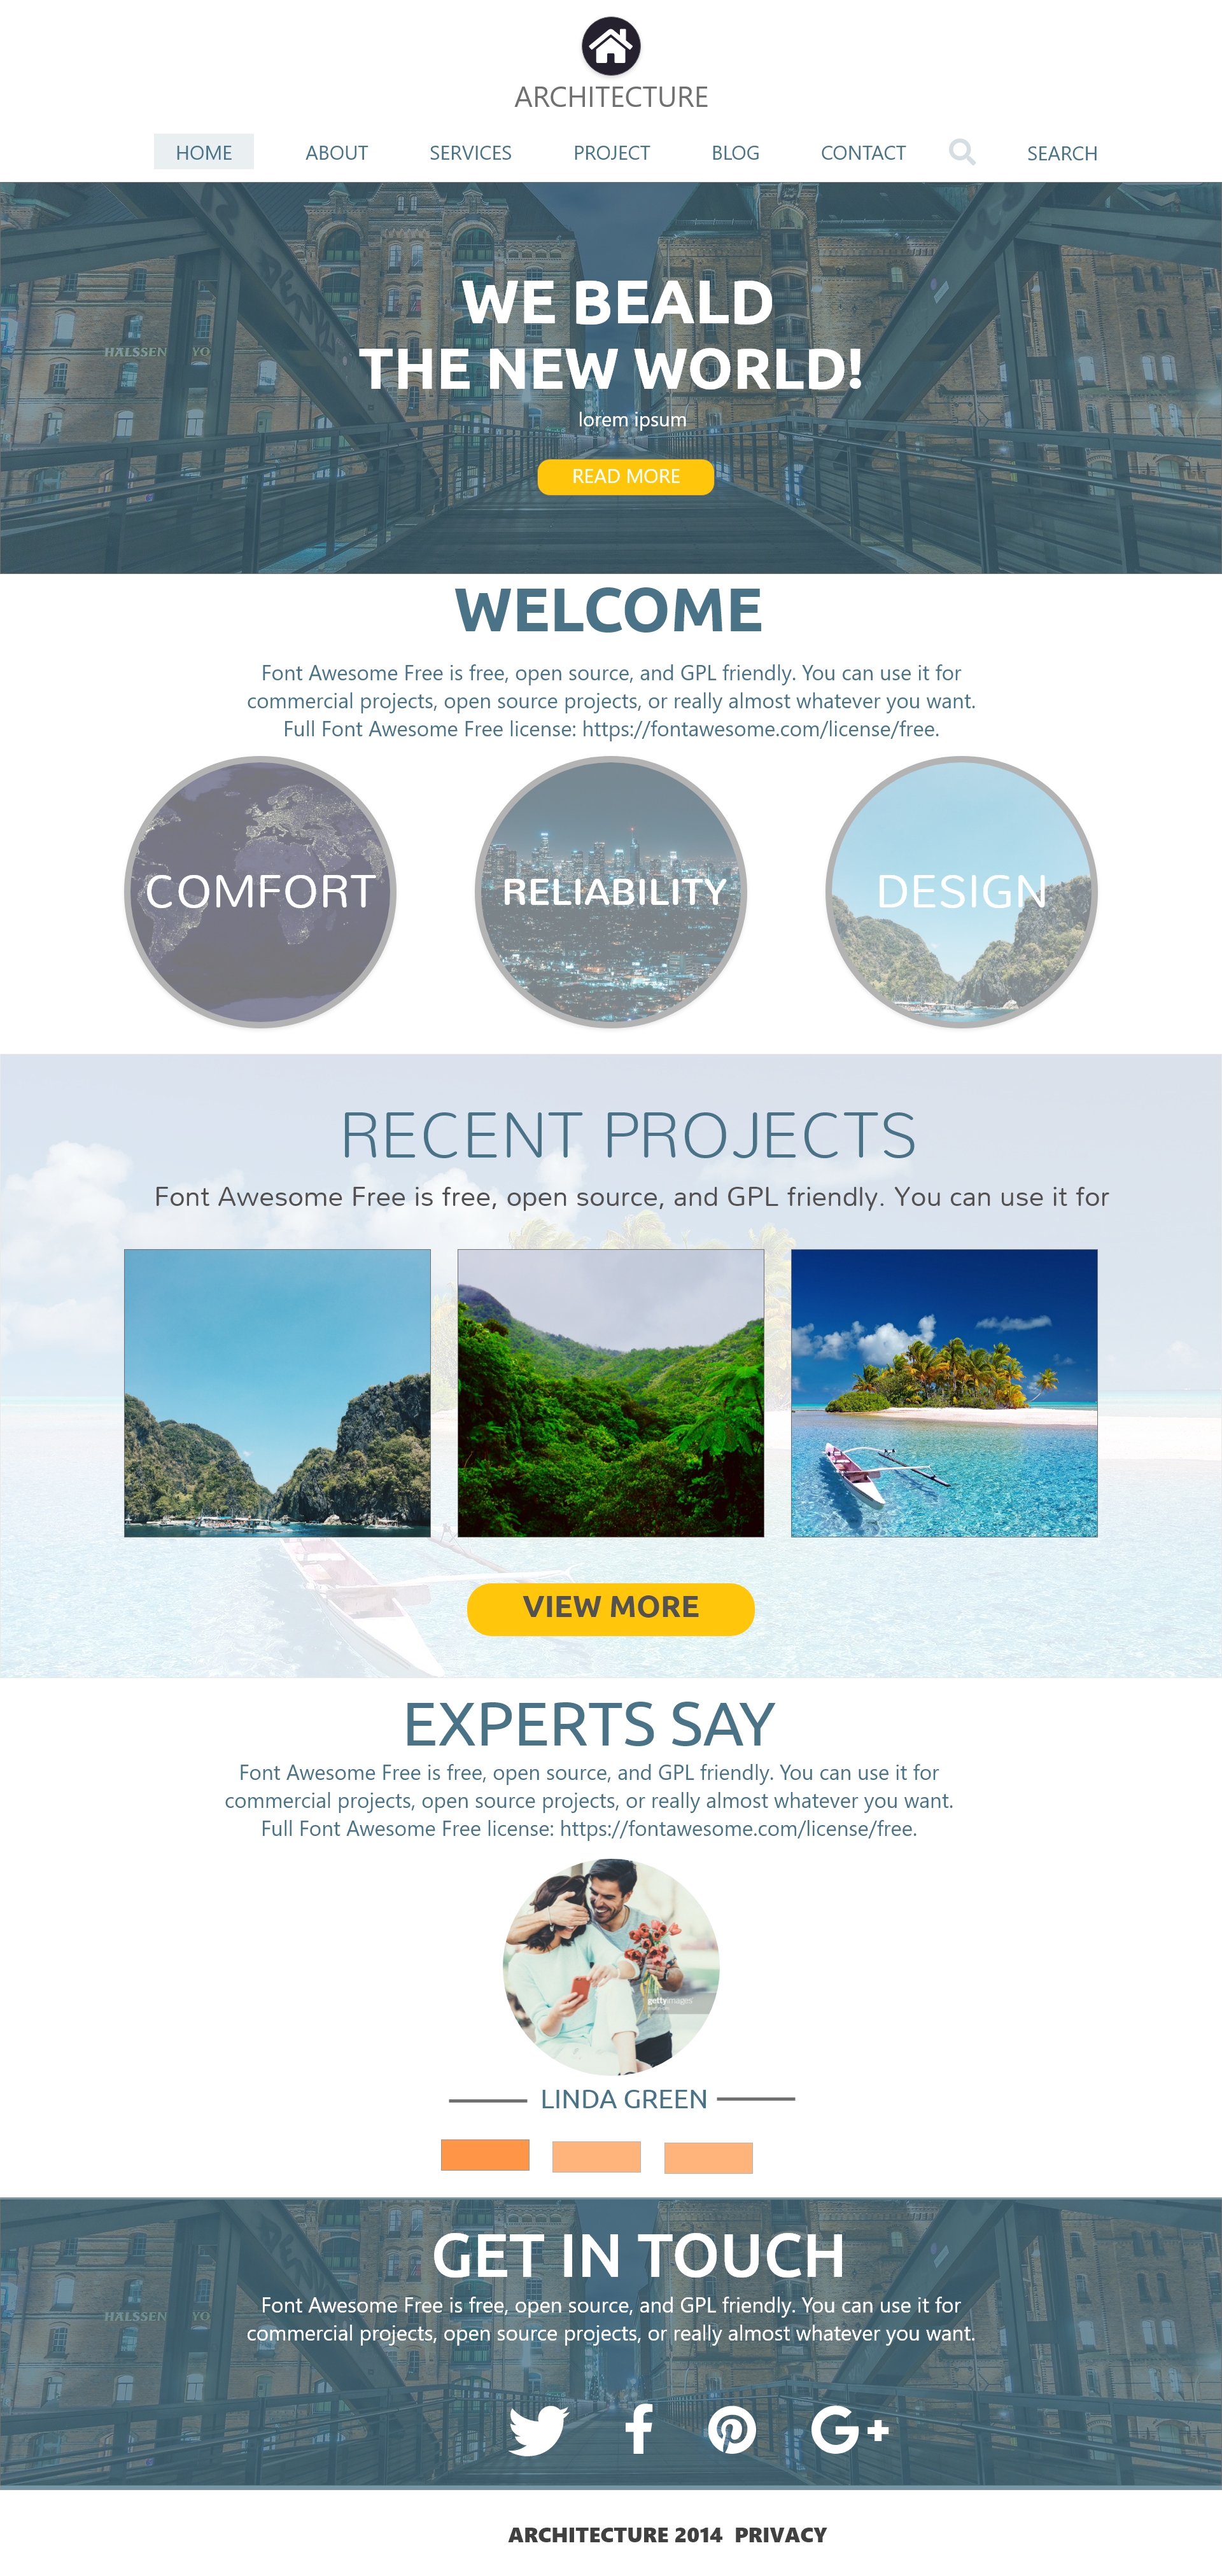 ARCHITECTURE
HOME ABOUT SERVICES PROJECT BLOG CONTACT SEARCH
WE BEALD
THE NEW WORLD!
HALSSEN YO
lorem ipsum
READ MORE
WELCOME
Font Awesome Free is free, open source, and GPL friendly. You can use it for
commercial projects, open source projects, or really almost whatever you want.
Full Font Awesome Free license: https://fontawesome.com/license/free.
COMFORT
RELIABILITY
DESIGN
RECENT PROJECTS
Font Awesome Free is free, open source, and GPL friendly. You can use it for
VIEW MORE
EXPERTS SAY
Font Awesome Free is free, open source, and GPL friendly. You can use it for
commercial projects, open source projects, or really almost whatever you want.
Full Font Awesome Free license: https://fontawesome.com/license/free.
gettyimages
LINDA GREEN
GET IN TOUCH
Font Awesome Free is free, open source, and GPL friendly. You can use it for
HALSSEN YO
commercial projects, open source projects, or really almost whatever you want.
ARCHITECTURE 2014 PRIVACY